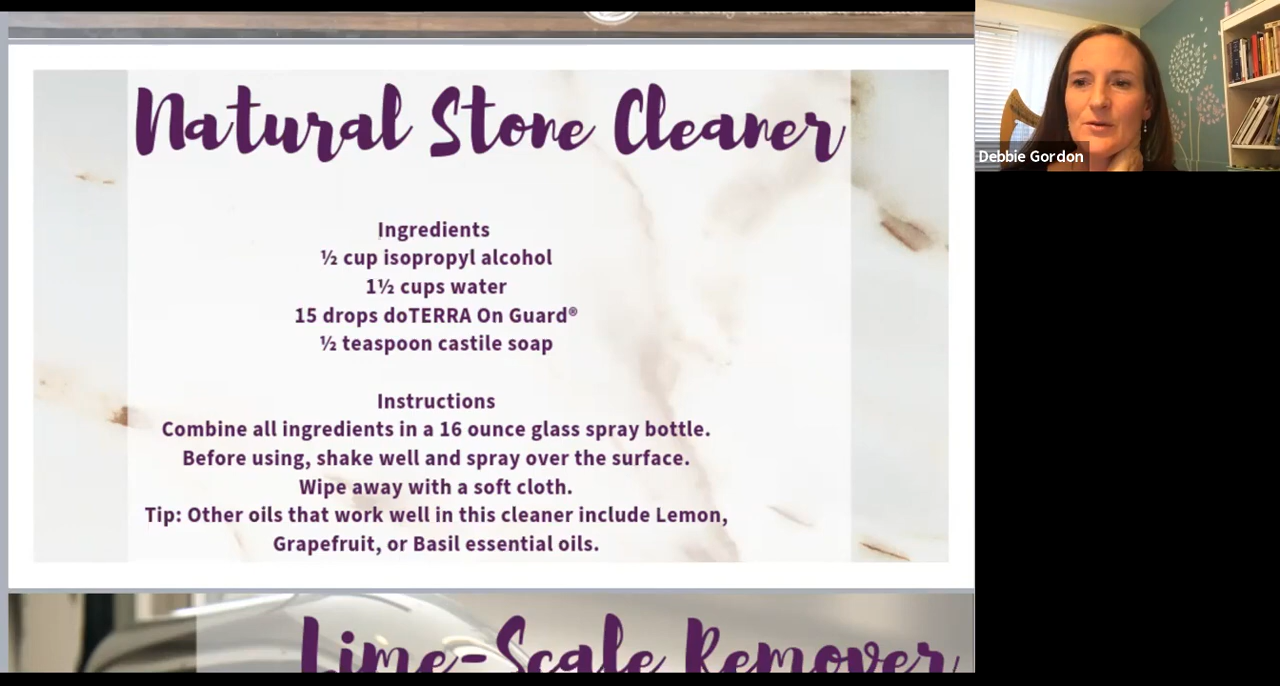 Natural Stone Cleaner
Ingredients
½ cup isopropyl alcohol
1½ cups water
15 drops doTERRA On Guard®
½ teaspoon castile soap
Instructions
Combine all ingredients in a 16 ounce glass spray bottle.
Before using, shake well and spray over the surface.
Wipe away with a soft cloth.
Tip: Other oils that work well in this cleaner include Lemon,
Grapefruit, or Basil essential oils.
Lime-Scale Remover
Debbie Gordon